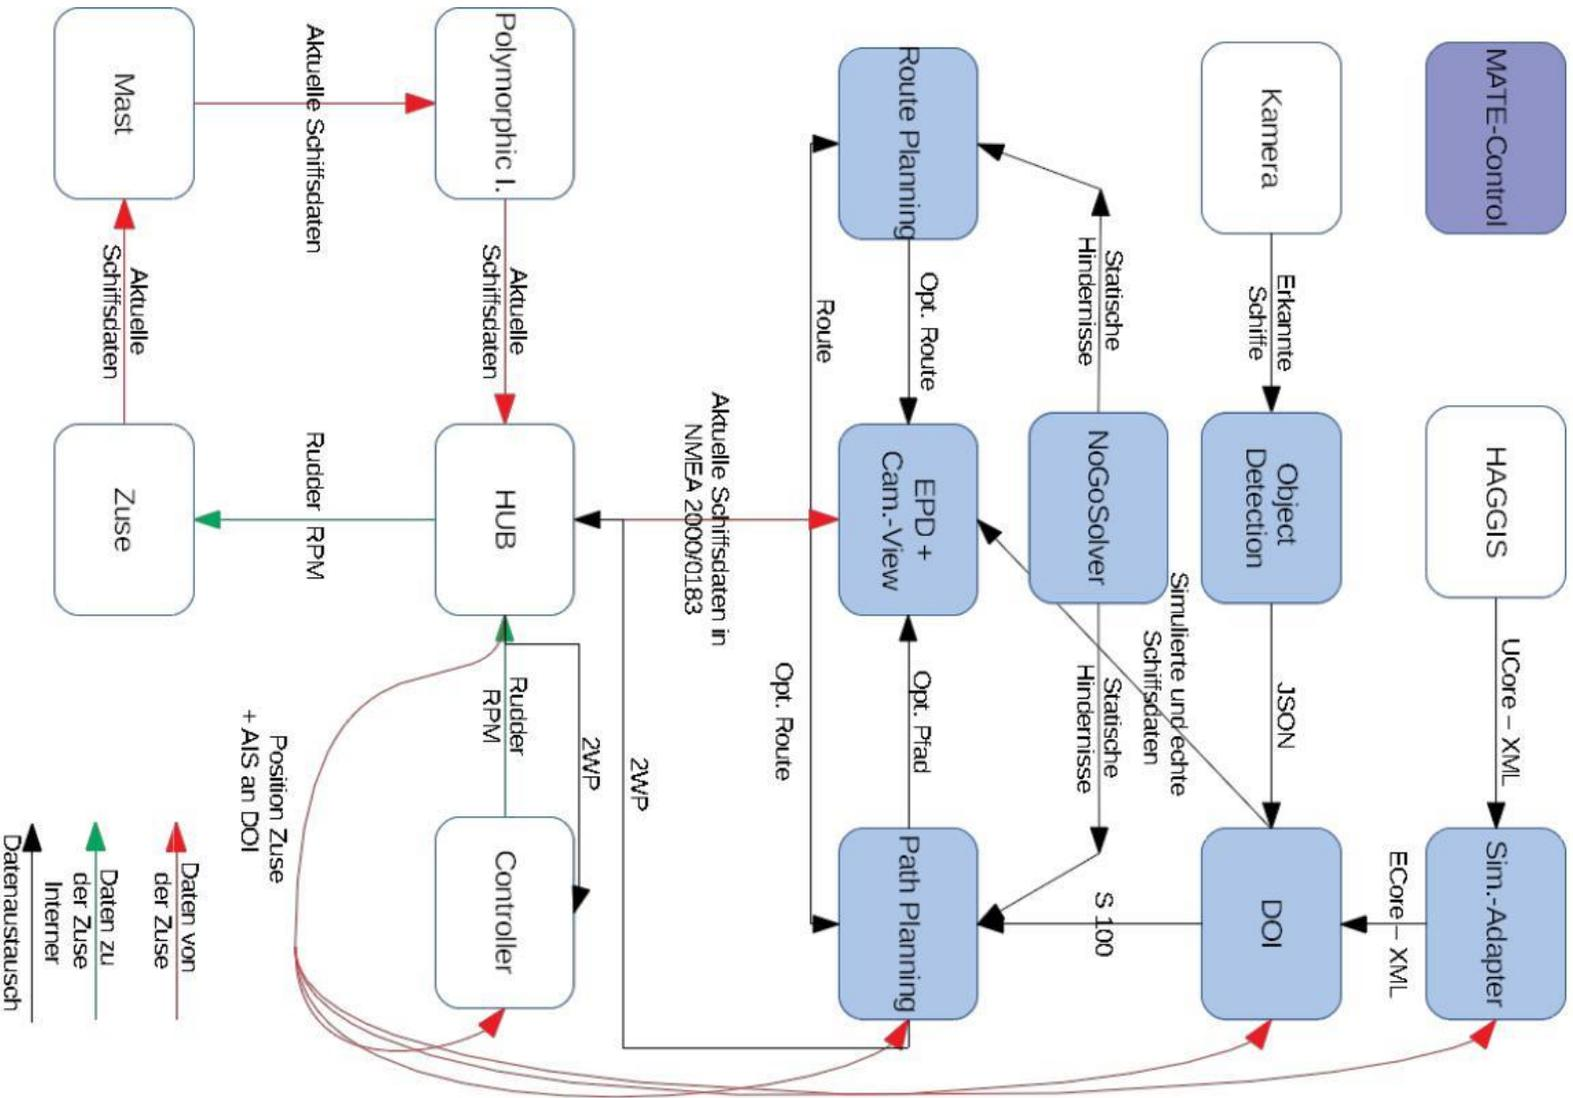 MATE-Control
HAGGIS
UCore – XML
Sim.-Adapter
ECore – XML
Kamera
Erkannte
Schiffe
Object
Detection
JSON
DOI
Statische
Hindernisse
NoGoSolver
Simulierte und echte
Schiffsdaten
Statische
Hindernisse
S 100
Route Planning
Opt. Route
EPD +
Cam.-View
Opt. Pfad
Path Planning
Route
Opt. Route
Aktuelle Schiffsdaten in
NMEA 2000/0183
2WP
2WP
Polymorphic I.
Aktuelle
Schiffsdaten
HUB
Rudder
RPM
Controller
Aktuelle Schiffsdaten
Rudder RPM
Position Zuse
+ AIS an DOI
Mast
Aktuelle
Schiffsdaten
Zuse
Daten von
der Zuse
Daten zu
der Zuse
Interner
Datenaustausch